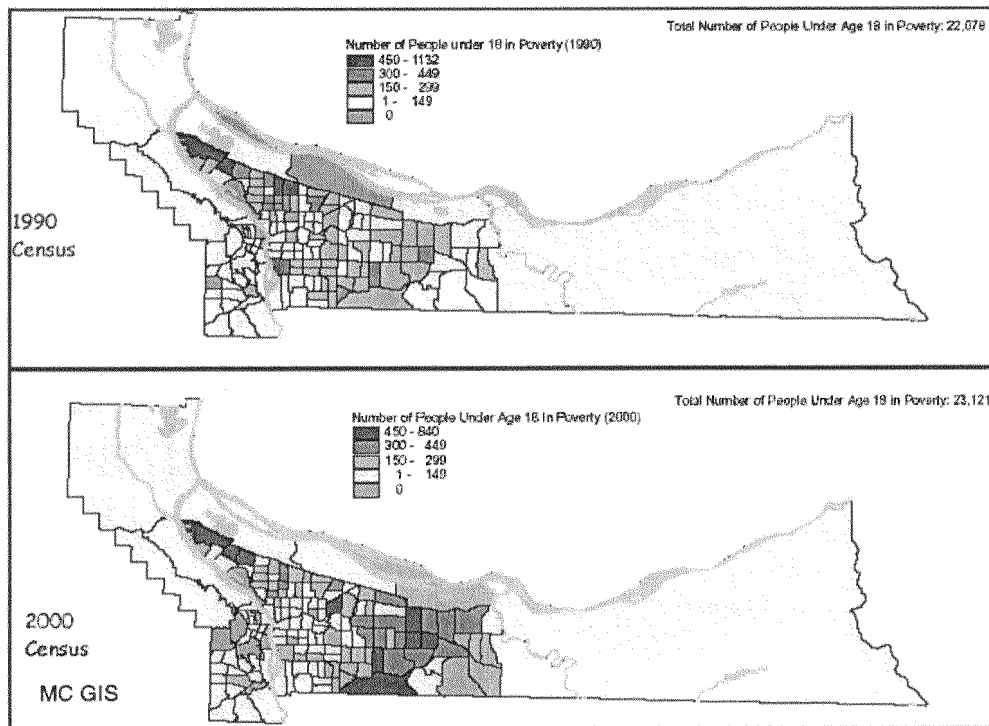 Total Number of People Under Age 18 in Poverty: 22,078
Number of People under 18 in Poverty (1990)
450 - 1132
300 - 449
150 - 299
1 - 149
0
1990
Census
Total Number of People Under Age 18 in Poverty: 23,121
Number of People Under Age 18 in Poverty (2000)
450 - 840
300 - 449
150 - 299
1 - 149
0
2000
Census
MC GIS